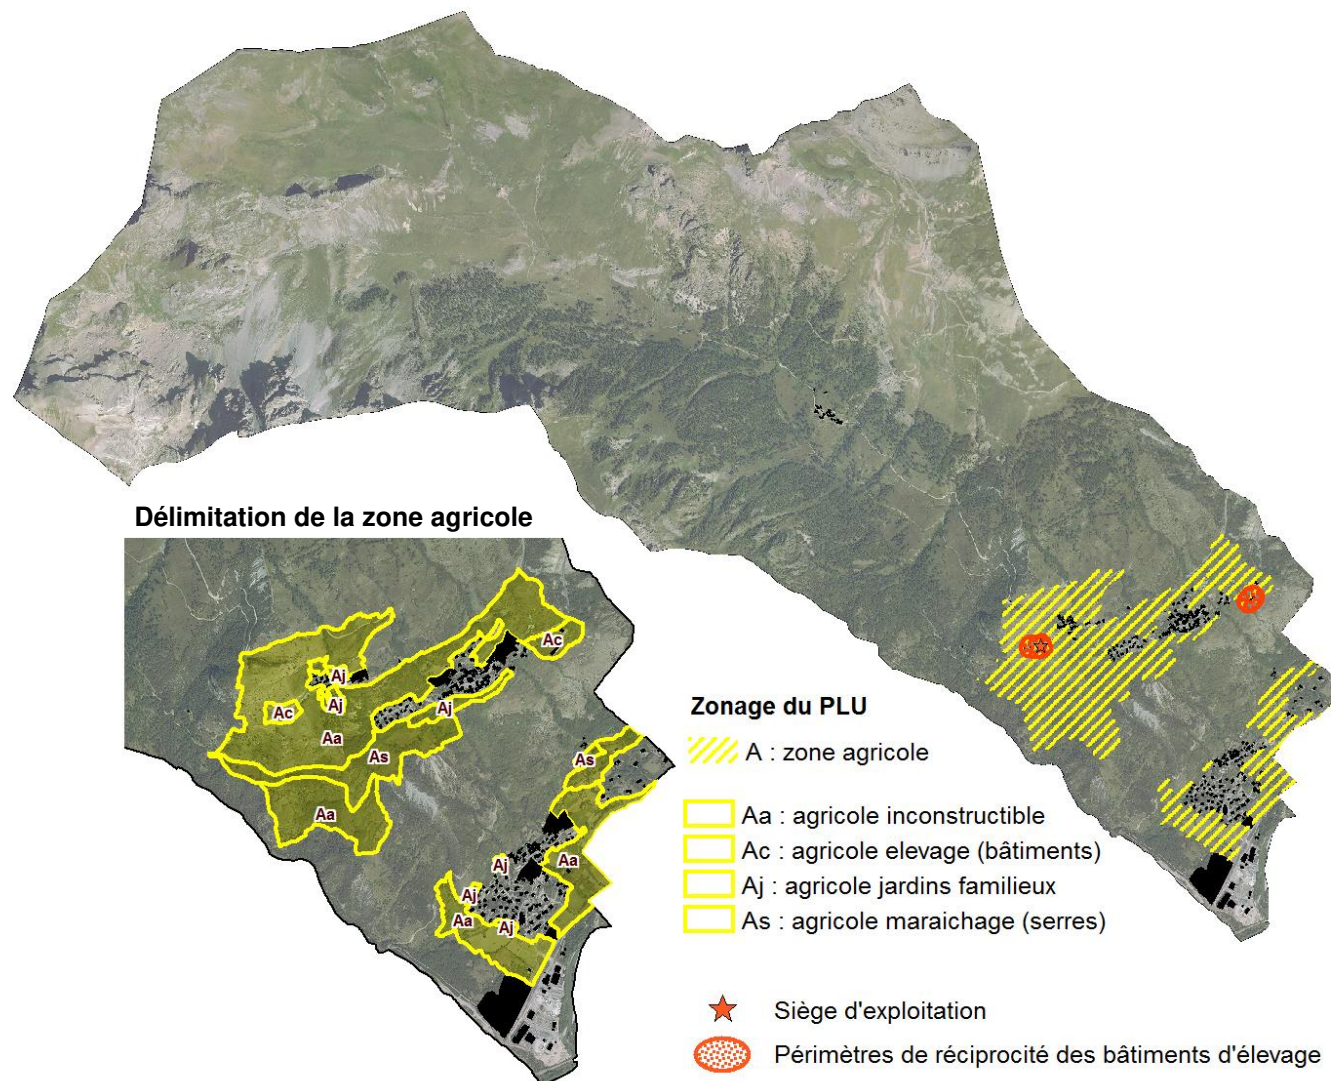 Délimitation de la zone agricole
Ac
Aj
Aj
Ac
Aj
Aa
As
As
Aa
Aj
Aa
Aj
Aa
Aj
Zonage du PLU
A : zone agricole
Aa : agricole inconstructible
Ac : agricole elevage (bâtiments)
Aj : agricole jardins familieux
As : agricole maraichage (serres)
Siège d'exploitation
Périmètres de réciprocité des bâtiments d'élevage